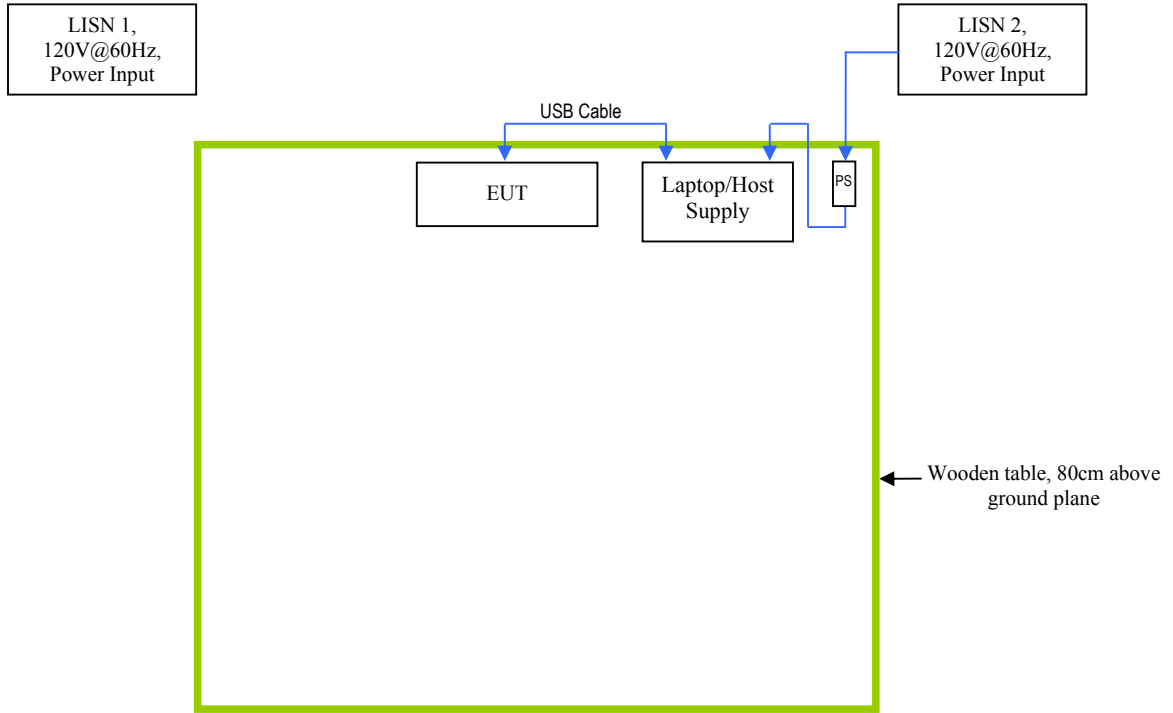 LISN 1,
120V@60Hz,
Power Input
LISN 2,
120V@60Hz,
Power Input
USB Cable
EUT
Laptop/Host
Supply
PS
Wooden table, 80cm above
ground plane